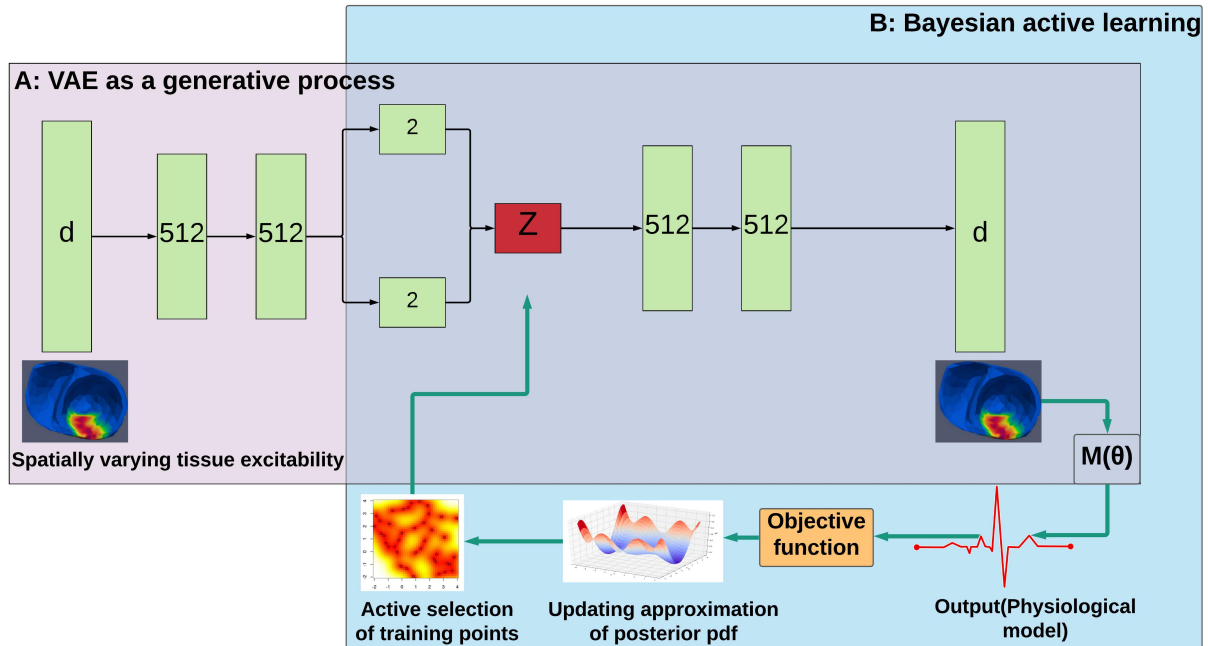 B: Bayesian active learning
A: VAE as a generative process
d
512
512
2
2
Z
512
512
d
Spatially varying tissue excitability
M(θ)
Objective
function
Active selection
of training points
Updating approximation
of posterior pdf
Output(Physiological
model)